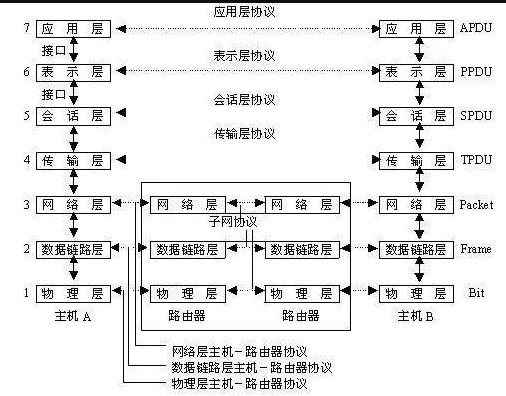 应用层协议
7 应用层 应用层 APDU
接口
表示层协议
6 表示层 表示层 PPDU
接口
会话层协议
5 会话层 会话层 SPDU
传输层协议
4 传输层 传输层 TPDU
3 网络层 网络层 网络层 网络层 Packet
子网协议
2 数据链路层 数据链路层 数据链路层 数据链路层 Frame
1 物理层 物理层 物理层 物理层 Bit
主机A 路由器 路由器 主机B
网络层主机-路由器协议
数据链路层主机-路由器协议
物理层主机-路由器协议